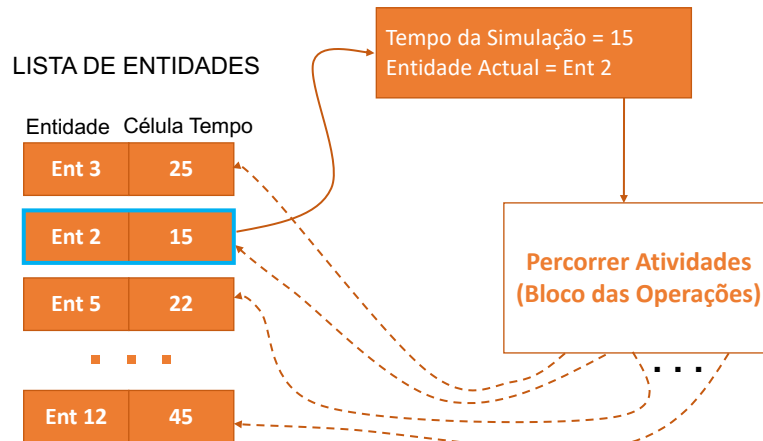 Tempo da Simulação = 15
Entidade Actual = Ent 2
LISTA DE ENTIDADES
Entidade Célula Tempo
Ent 3 25
Ent 2 15
Ent 5 22
. . .
Ent 12 45
Percorrer Atividades
(Bloco das Operações)
. . .